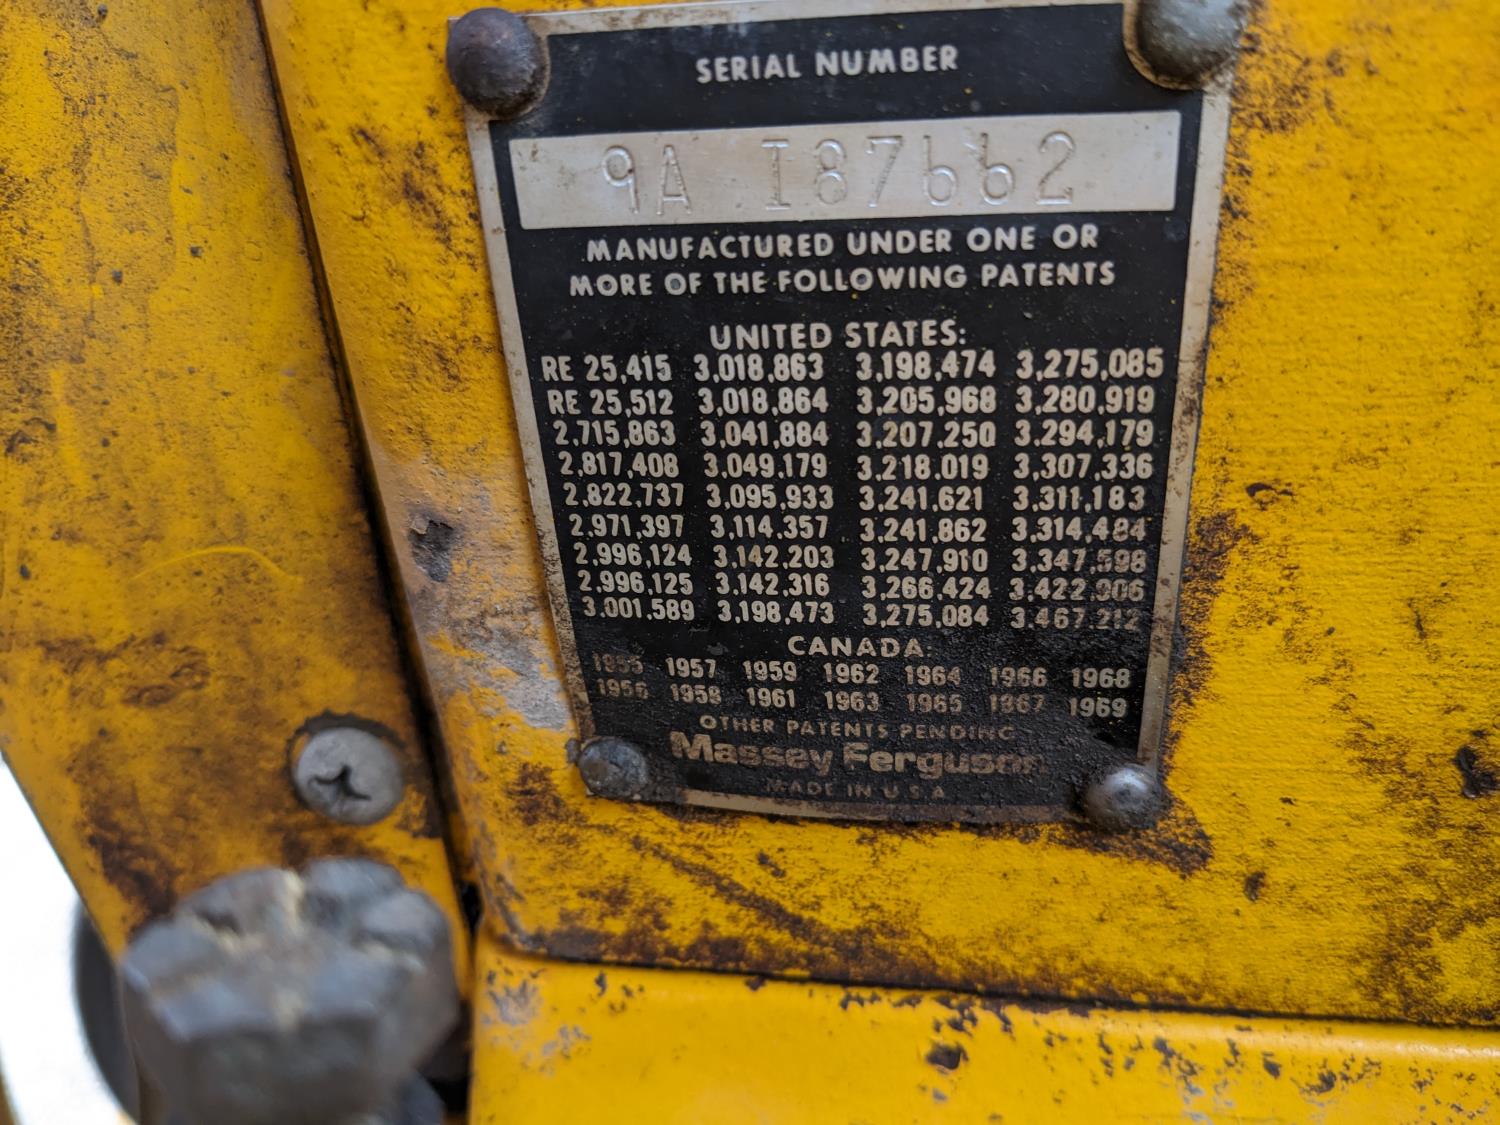 SERIAL NUMBER
9A I87662
MANUFACTURED UNDER ONE OR
MORE OF THE FOLLOWING PATENTS
UNITED STATES:
RE 25,415 3,018,863 3,198,474 3,275,085
RE 25,512 3,018,864 3,205,968 3,280,919
2,715,863 3,041,884 3,207,250 3,294,179
2,817,408 3,049,179 3,218,019 3,307,336
2,822,737 3,095,933 3,241,621 3,311,183
2,971,397 3,114,357 3,241,862 3,314,484
2,996,124 3,142,203 3,247,910 3,347,598
2,996,125 3,142,316 3,266,424 3,422,906
3,001,589 3,198,473 3,275,084 3,467,212
CANADA:
1955 1957 1959 1962 1964 1966 1968
1956 1958 1961 1963 1965 1967 1969
OTHER PATENTS PENDING
Massey Ferguson
MADE IN U.S.A.